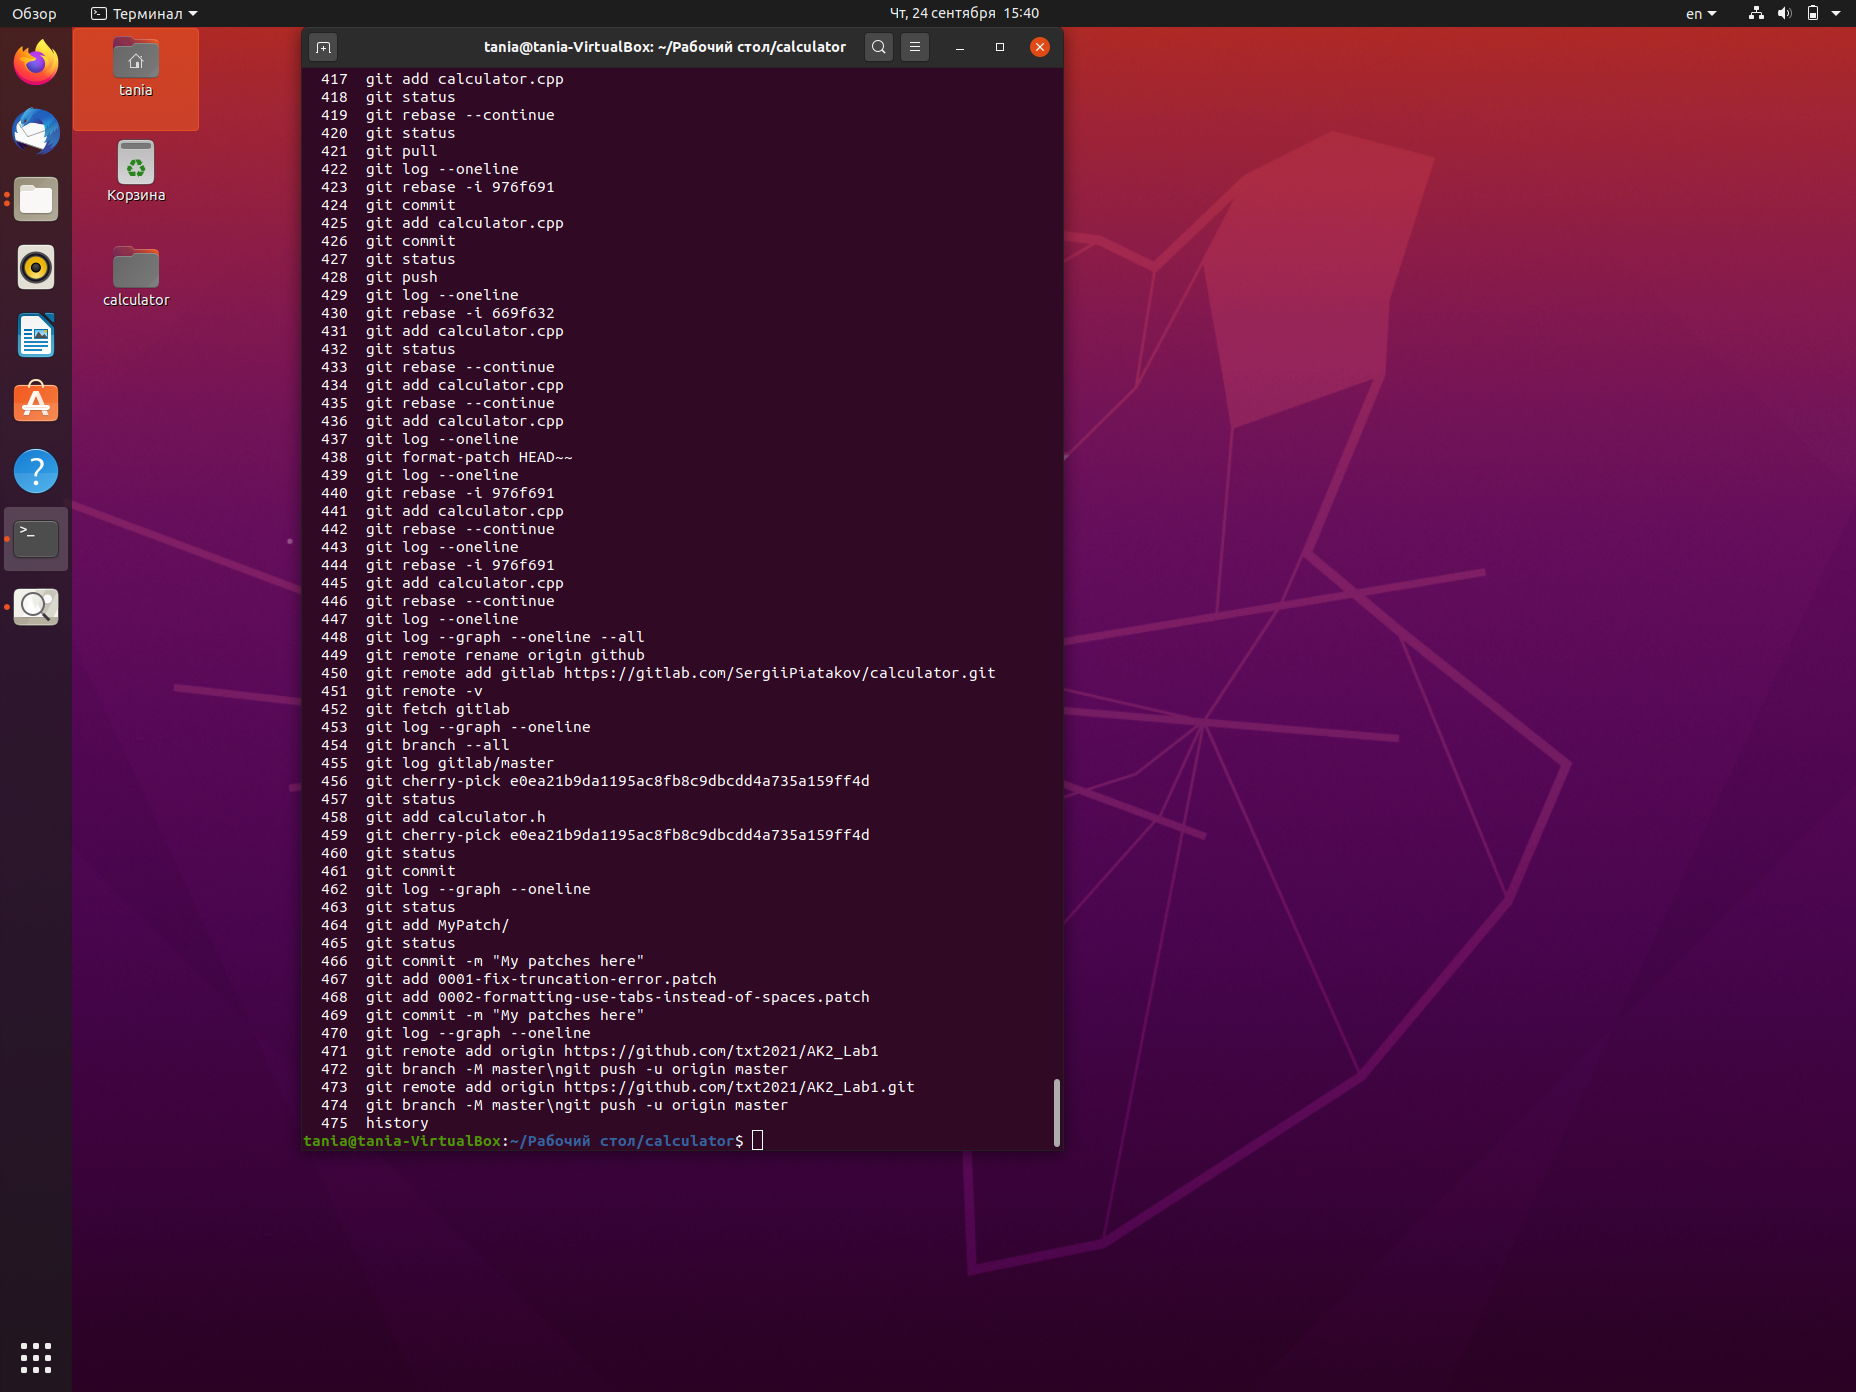 Обзор
Терминал
Чт, 24 сентября 15:40
en
tania
Корзина
calculator
tania@tania-VirtualBox: ~/Рабочий стол/calculator
417 git add calculator.cpp
418 git status
419 git rebase --continue
420 git status
421 git pull
422 git log --oneline
423 git rebase -i 976f691
424 git commit
425 git add calculator.cpp
426 git commit
427 git status
428 git push
429 git log --oneline
430 git rebase -i 669f632
431 git add calculator.cpp
432 git status
433 git rebase --continue
434 git add calculator.cpp
435 git rebase --continue
436 git add calculator.cpp
437 git log --oneline
438 git format-patch HEAD~~
439 git log --oneline
440 git rebase -i 976f691
441 git add calculator.cpp
442 git rebase --continue
443 git log --oneline
444 git rebase -i 976f691
445 git add calculator.cpp
446 git rebase --continue
447 git log --oneline
448 git log --graph --oneline --all
449 git remote rename origin github
450 git remote add gitlab https://gitlab.com/SergiiPiatakov/calculator.git
451 git remote -v
452 git fetch gitlab
453 git log --graph --oneline
454 git branch --all
455 git log gitlab/master
456 git cherry-pick e0ea21b9da1195ac8fb8c9dbcdd4a735a159ff4d
457 git status
458 git add calculator.h
459 git cherry-pick e0ea21b9da1195ac8fb8c9dbcdd4a735a159ff4d
460 git status
461 git commit
462 git log --graph --oneline
463 git status
464 git add MyPatch/
465 git status
466 git commit -m "My patches here"
467 git add 0001-fix-truncation-error.patch
468 git add 0002-formatting-use-tabs-instead-of-spaces.patch
469 git commit -m "My patches here"
470 git log --graph --oneline
471 git remote add origin https://github.com/txt2021/AK2_Lab1
472 git branch -M master\ngit push -u origin master
473 git remote add origin https://github.com/txt2021/AK2_Lab1.git
474 git branch -M master\ngit push -u origin master
475 history
tania@tania-VirtualBox:~/Рабочий стол/calculator$